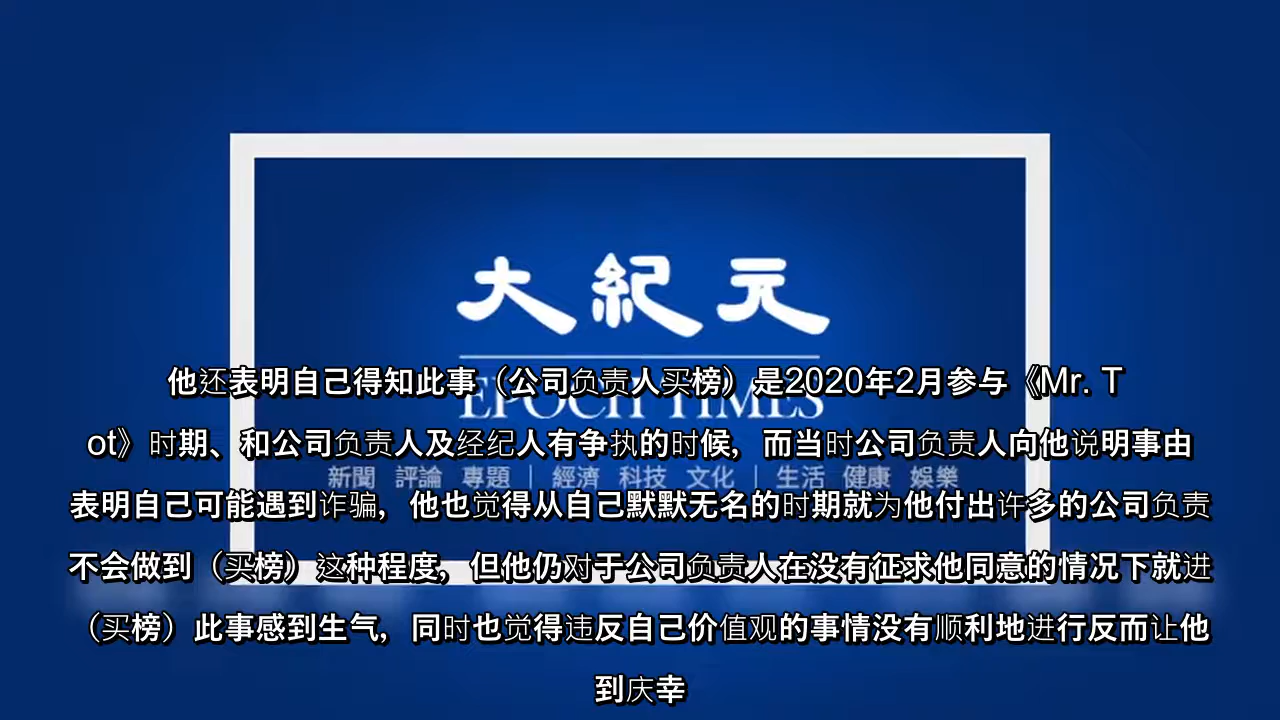 大紀元
EPOCH TIMES
新聞 評論 專題 | 經濟 科技 文化 | 生活 健康 娛樂
他还表明自己得知此事（公司负责人买榜）是2020年2月参与《Mr. T
ot》时期、和公司负责人及经纪人有争执的时候，而当时公司负责人向他说明事由
表明自己可能遇到诈骗，他也觉得从自己默默无名的时期就为他付出许多的公司负责
不会做到（买榜）这种程度，但他仍对于公司负责人在没有征求他同意的情况下就进
（买榜）此事感到生气，同时也觉得违反自己价值观的事情没有顺利地进行反而让他
到庆幸